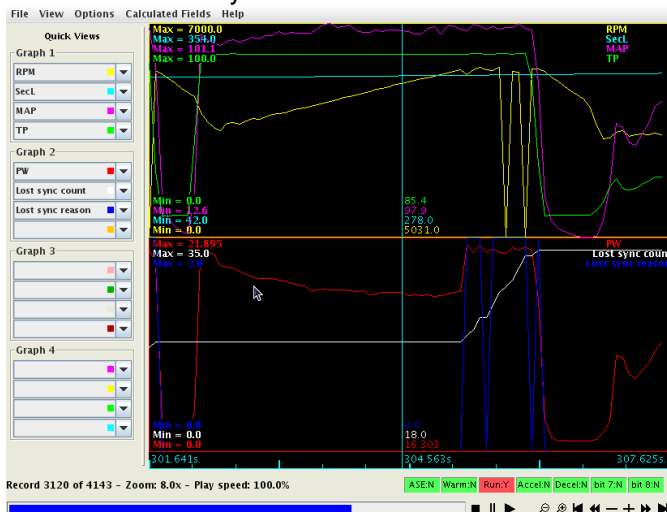 File View Options Calculated Fields Help
Quick Views
Graph 1
RPM
SecL
MAP
TP
Graph 2
PW
Lost sync count
Lost sync reason
Graph 3
Graph 4
Max = 7000.0
Max = 354.0
Max = 101.1
Max = 100.0
RPM
SecL
MAP
TP
Min = 0.0
Min = 12.6
Min = 42.0
Min = 0.0
85.4
97.9
278.0
5031.0
Max = 21.895
Max = 35.0
PW
Lost sync coun
Lost sync reason
Min = 0.0
Min = 0.0
Min = 0.0
0.0
18.0
16.303
301.641s.
304.563s
307.625s
Record 3120 of 4143 - Zoom: 8.0x - Play speed: 100.0%
ASE:N Warm:N Run:Y Accel:N Decel:N bit 7:N bit 8:N